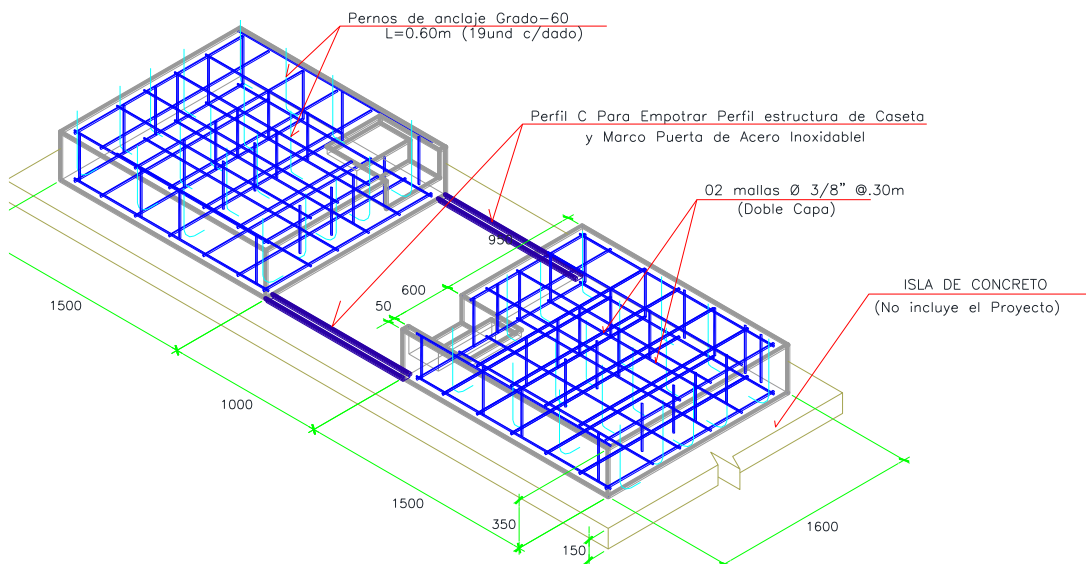 Pernos de anclaje Grado-60
L=0.60m (19und c/dado)
Perfil C Para Empotrar Perfil estructura de Caseta
y Marco Puerta de Acero Inoxidablel
02 mallas Ø 3/8" @.30m
(Doble Capa)
950
ISLA DE CONCRETO
(No incluye el Proyecto)
600
50
1500
1000
1500
350
150
1600